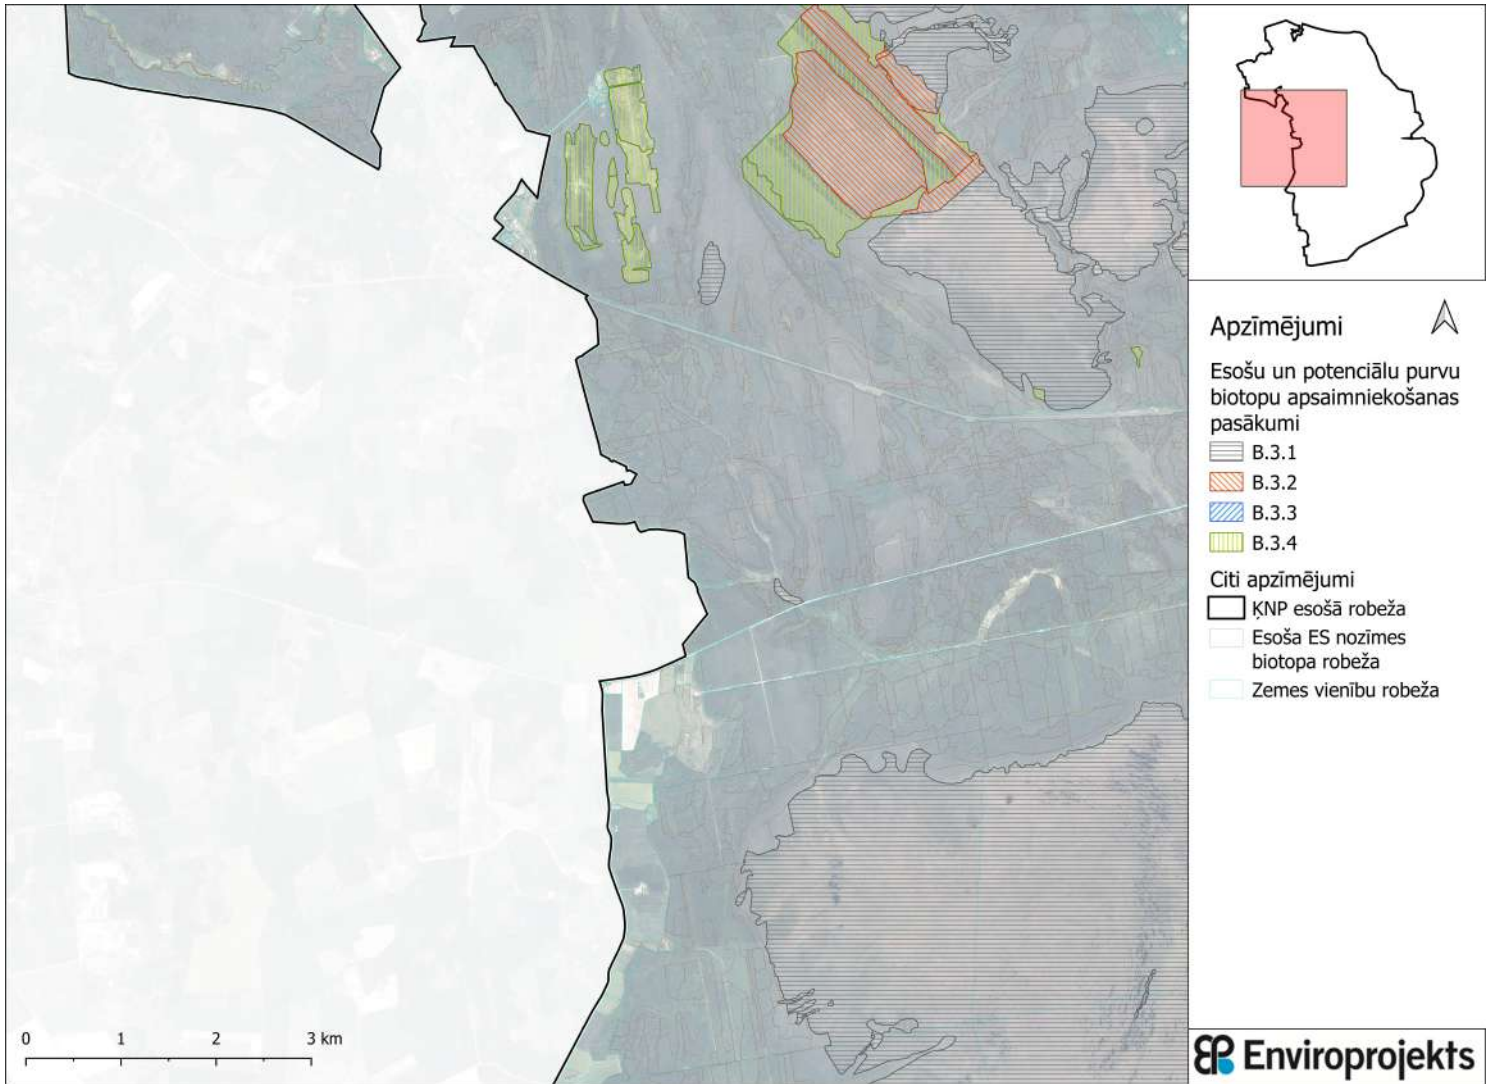 Apzīmējumi
Esošu un potenciālu purvu
biotopu apsaimniekošanas
pasākumi
B.3.1
B.3.2
B.3.3
B.3.4
Citi apzīmējumi
ĶNP esošā robeža
Esoša ES nozīmes
biotopa robeža
Zemes vienību robeža
0 1 2 3 km
Enviroprojekts